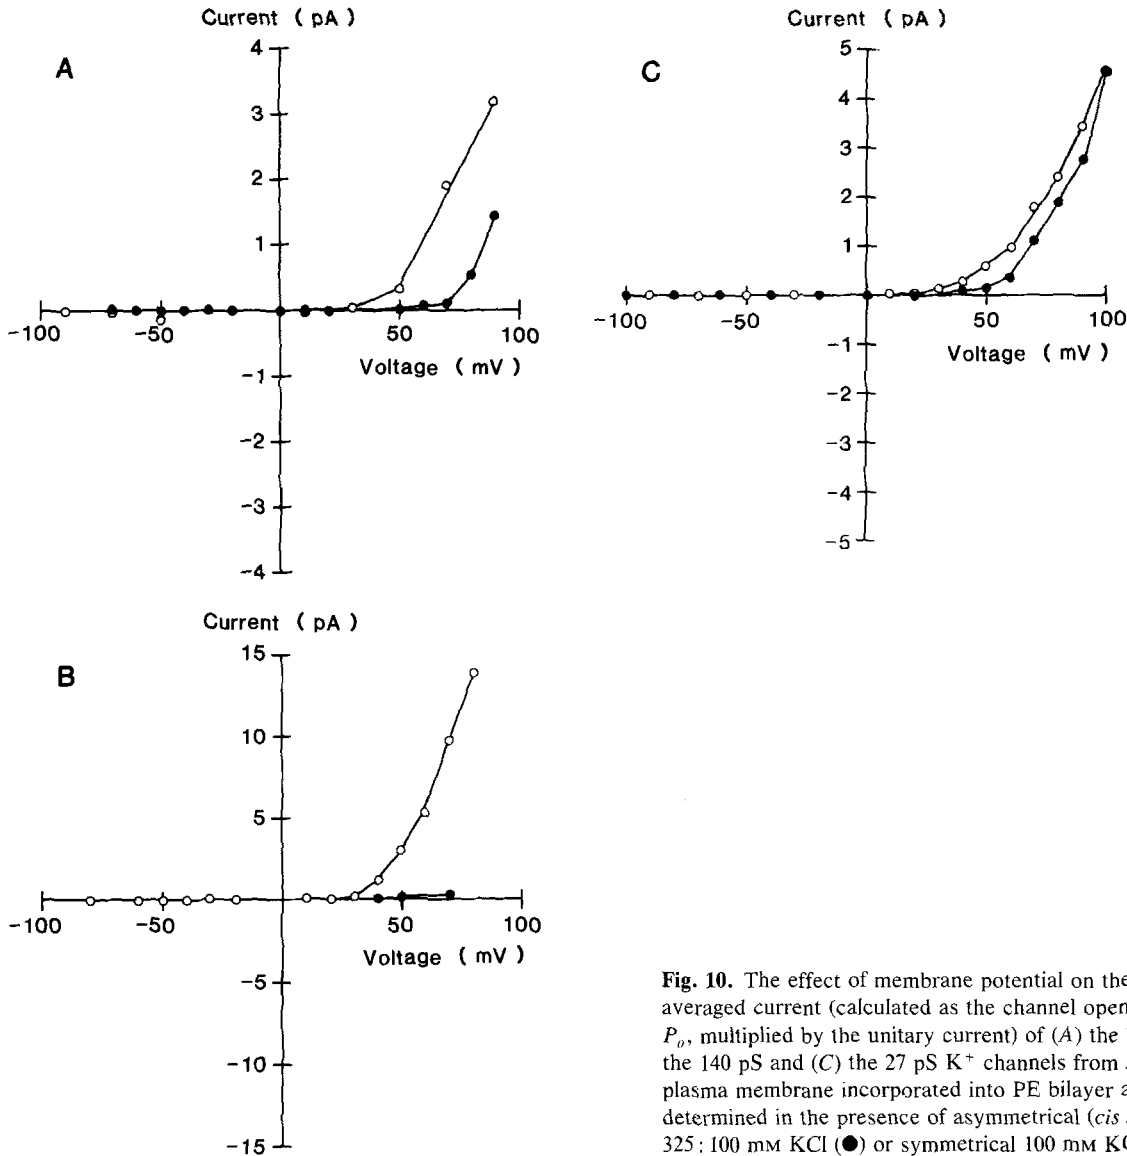 Current ( pA )
A
4
3
2
1
-100
-50
50
100
Voltage ( mV )
-1
-2
-3
-4
Current ( pA )
C
5
4
3
2
1
-100
-50
50
100
Voltage ( mV )
-1
-2
-3
-4
-5
Current ( pA )
B
15
10
5
-100
-50
50
100
Voltage ( mV )
-5
-10
-15
Fig. 10. The effect of membrane potential on the
averaged current (calculated as the channel open
Po, multiplied by the unitary current) of (A) the
the 140 pS and (C) the 27 pS K+ channels from
plasma membrane incorporated into PE bilayer
determined in the presence of asymmetrical (cis
325 : 100 mM KCl (●) or symmetrical 100 mM